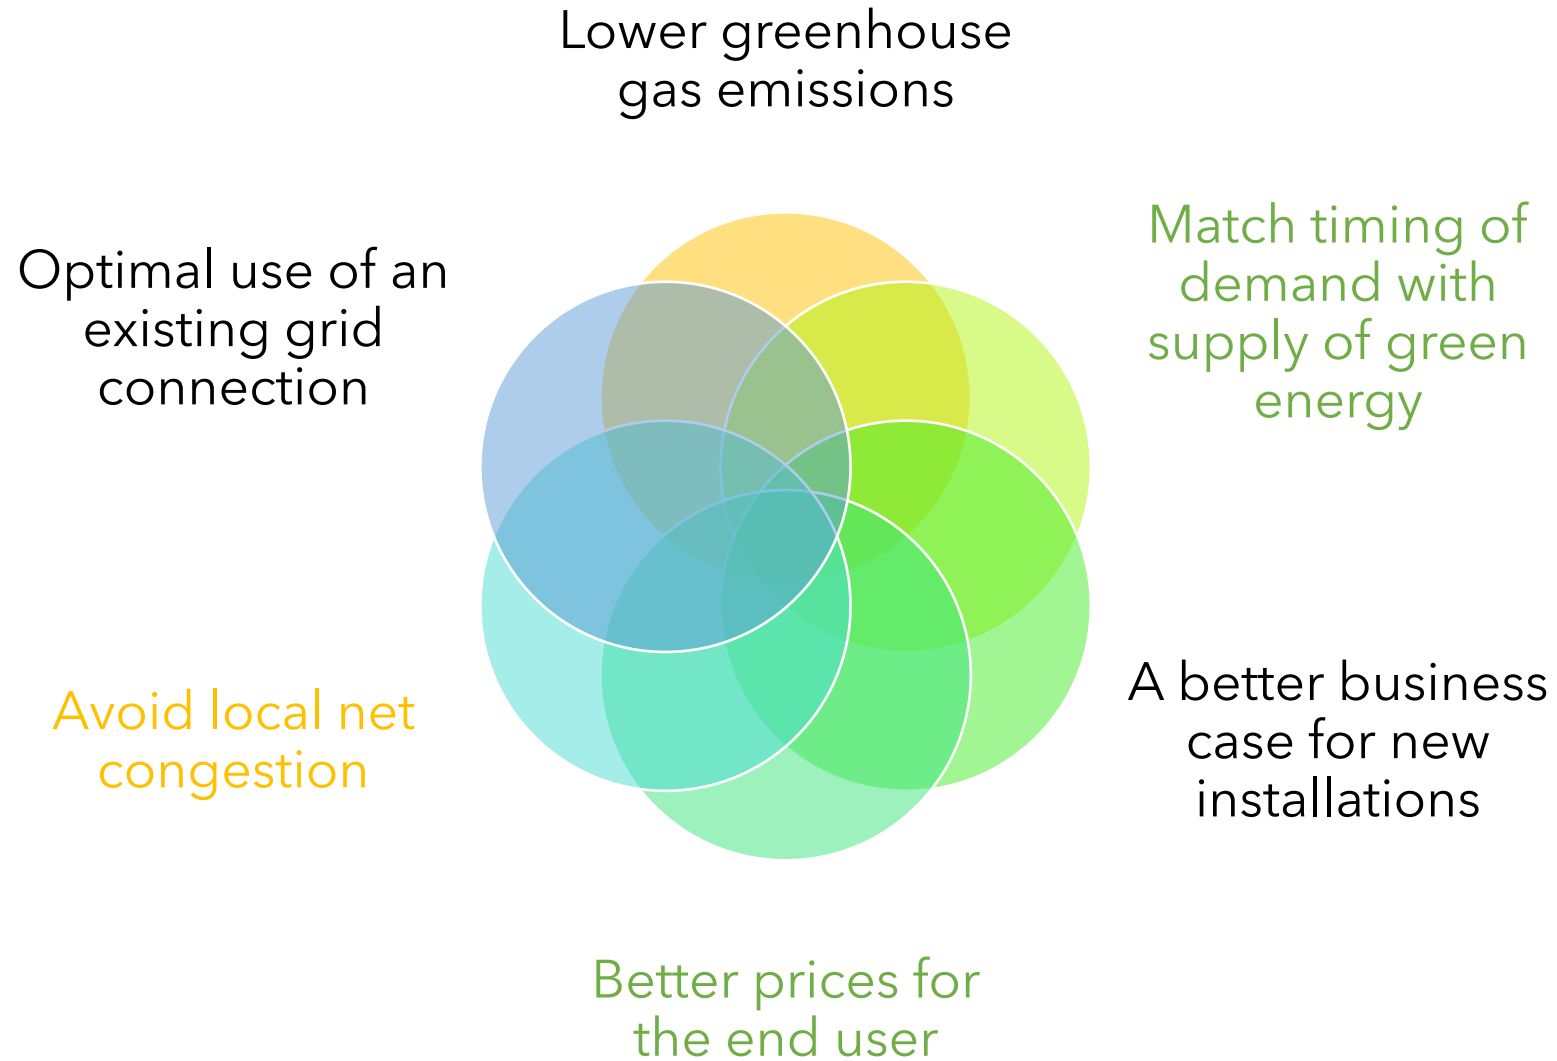 Lower greenhouse
gas emissions
Match timing of
demand with
supply of green
energy
A better business
case for new
installations
Better prices for
the end user
Avoid local net
congestion
Optimal use of an
existing grid
connection